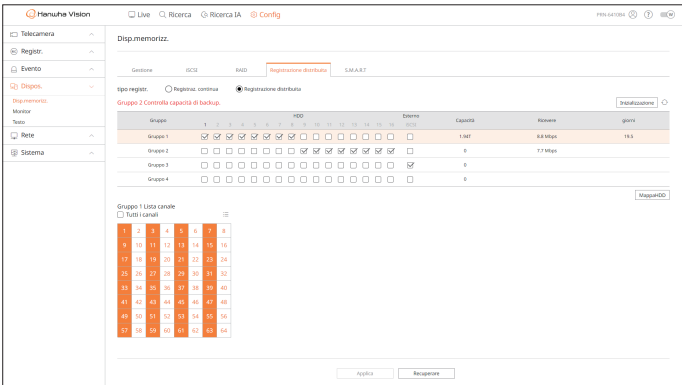 Hanwha Vision
Live Ricerca Ricerca IA Config
PRN-6410B4
Telecamera
Registr.
Evento
Dispos.
Disp.memorizz.
Monitor
Testo
Rete
Sistema
Disp.memorizz.
Gestione iSCSI RAID Registrazione distribuita S.M.A.R.T
tipo registr. Registraz. continua Registrazione distribuita
Gruppo 2 Controlla capacità di backup. Inizializzazione
Gruppo HDD Esterno Capacità Ricevere giorni
1 2 3 4 5 6 7 8 9 10 11 12 13 14 15 16 iSCSI
Gruppo 1 1.94T 8.8 Mbps 19.5
Gruppo 2 0 7.7 Mbps
Gruppo 3 0
Gruppo 4 0
MappaHDD
Gruppo 1 Lista canale
Tutti i canali
1 2 3 4 5 6 7 8
9 10 11 12 13 14 15 16
17 18 19 20 21 22 23 24
25 26 27 28 29 30 31 32
33 34 35 36 37 38 39 40
41 42 43 44 45 46 47 48
49 50 51 52 53 54 55 56
57 58 59 60 61 62 63 64
Applica Recuperare